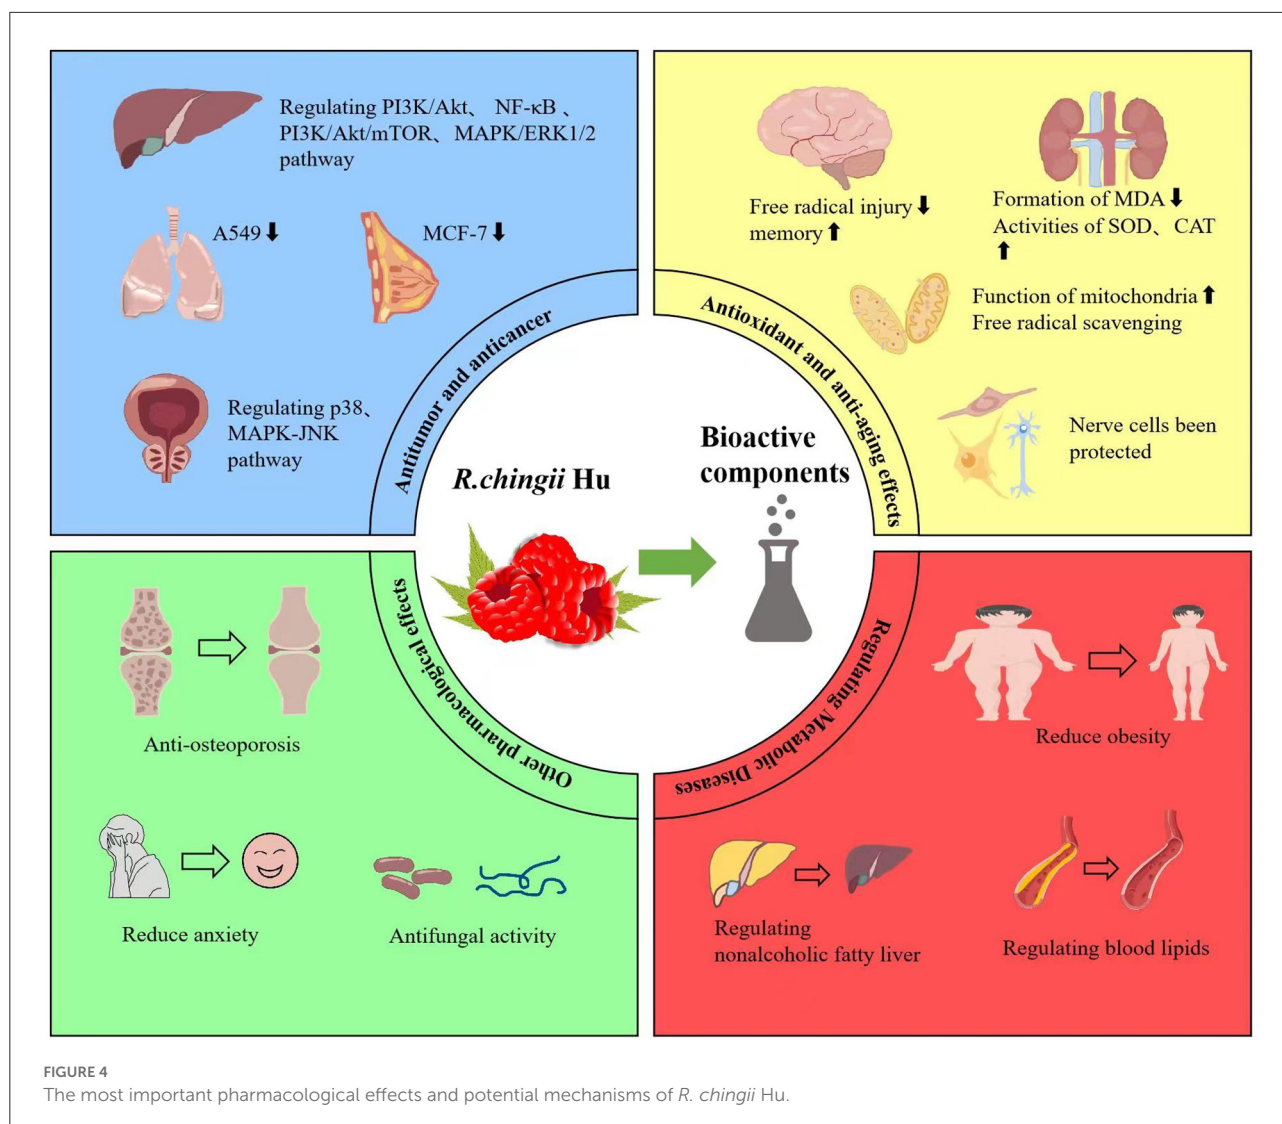 Regulating PI3K/Akt、 NF-κB 、
PI3K/Akt/mTOR、MAPK/ERK1/2
pathway
A549
MCF-7
Regulating p38、
MAPK-JNK
pathway
Antitumor and anticancer
Free radical injury
memory
Formation of MDA
Activities of SOD、CAT
Function of mitochondria
Free radical scavenging
Nerve cells been
protected
Antioxidant and anti-aging effects
R.chingii Hu
Bioactive
components
Anti-osteoporosis
Reduce anxiety
Antifungal activity
Other pharmacological effects
Reduce obesity
Regulating
nonalcoholic fatty liver
Regulating blood lipids
Regulating Metabolic Diseases
FIGURE 4
The most important pharmacological effects and potential mechanisms of R. chingii Hu.